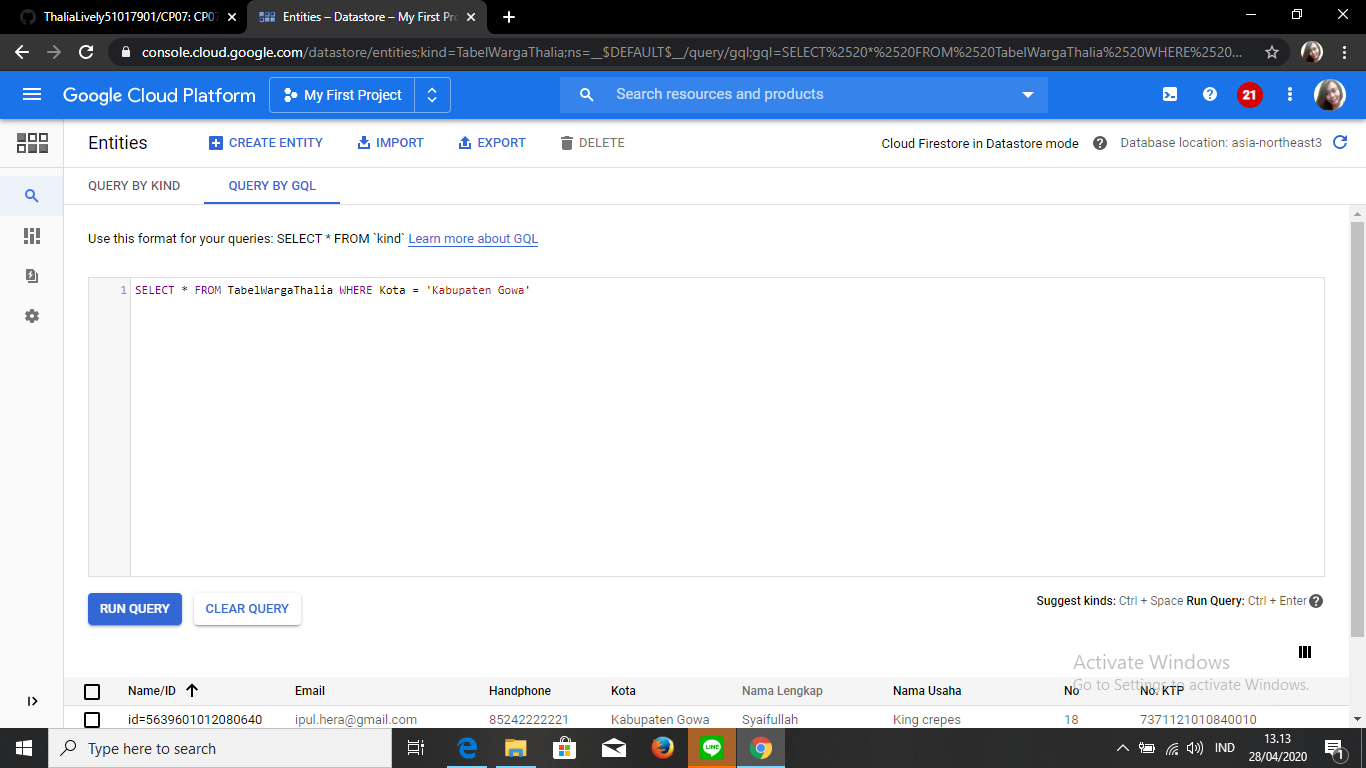 ThaliaLively51017901/CP07: CP07
Entities – Datastore – My First Pro
console.cloud.google.com/datastore/entities;kind=TabelWargaThalia;ns=__$DEFAULT$__/query/gql;gql=SELECT%2520*%2520FROM%2520TabelWargaThalia%2520WHERE%2520...
Google Cloud Platform
My First Project
Search resources and products
21
Entities
CREATE ENTITY
IMPORT
EXPORT
DELETE
Cloud Firestore in Datastore mode
Database location: asia-northeast3
QUERY BY KIND
QUERY BY GQL
Use this format for your queries: SELECT * FROM `kind` Learn more about GQL
1 SELECT * FROM TabelWargaThalia WHERE Kota = 'Kabupaten Gowa'
RUN QUERY
CLEAR QUERY
Suggest kinds: Ctrl + Space Run Query: Ctrl + Enter
Activate Windows
Go to Settings to activate Windows.
Name/ID Email Handphone Kota Nama Lengkap Nama Usaha No No. KTP
id=5639601012080640 ipul.hera@gmail.com 85242222221 Kabupaten Gowa Syaifullah King crepes 18 7371121010840010
Type here to search
LINE
IND
13.13
28/04/2020
1